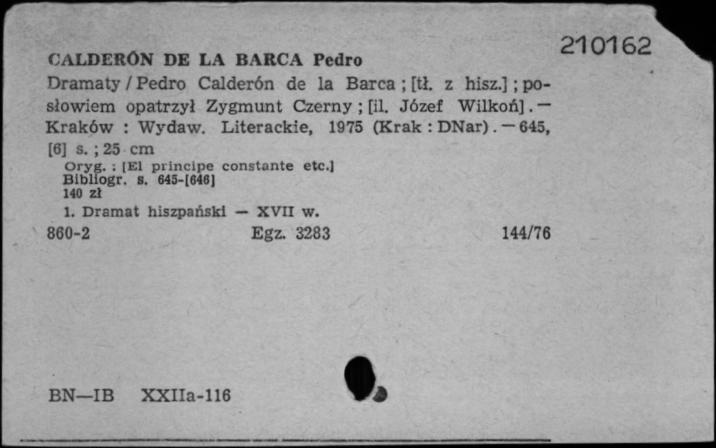 210162
CALDERÓN DE LA BARCA Pedro
Dramaty / Pedro Calderón de la Barca ; [tł. z hisz.] ; po-
słowiem opatrzył Zygmunt Czerny ; [il. Józef Wilkoń] . —
Kraków : Wydaw. Literackie, 1975 (Krak : DNar) . — 645,
[6] s. ; 25 cm
Oryg. : [El principe constante etc.]
Bibliogr. s. 645-[646]
140 zł
1. Dramat hiszpański — XVII w.
860-2 Egz. 3283 144/76
BN—IB XXIIa-116